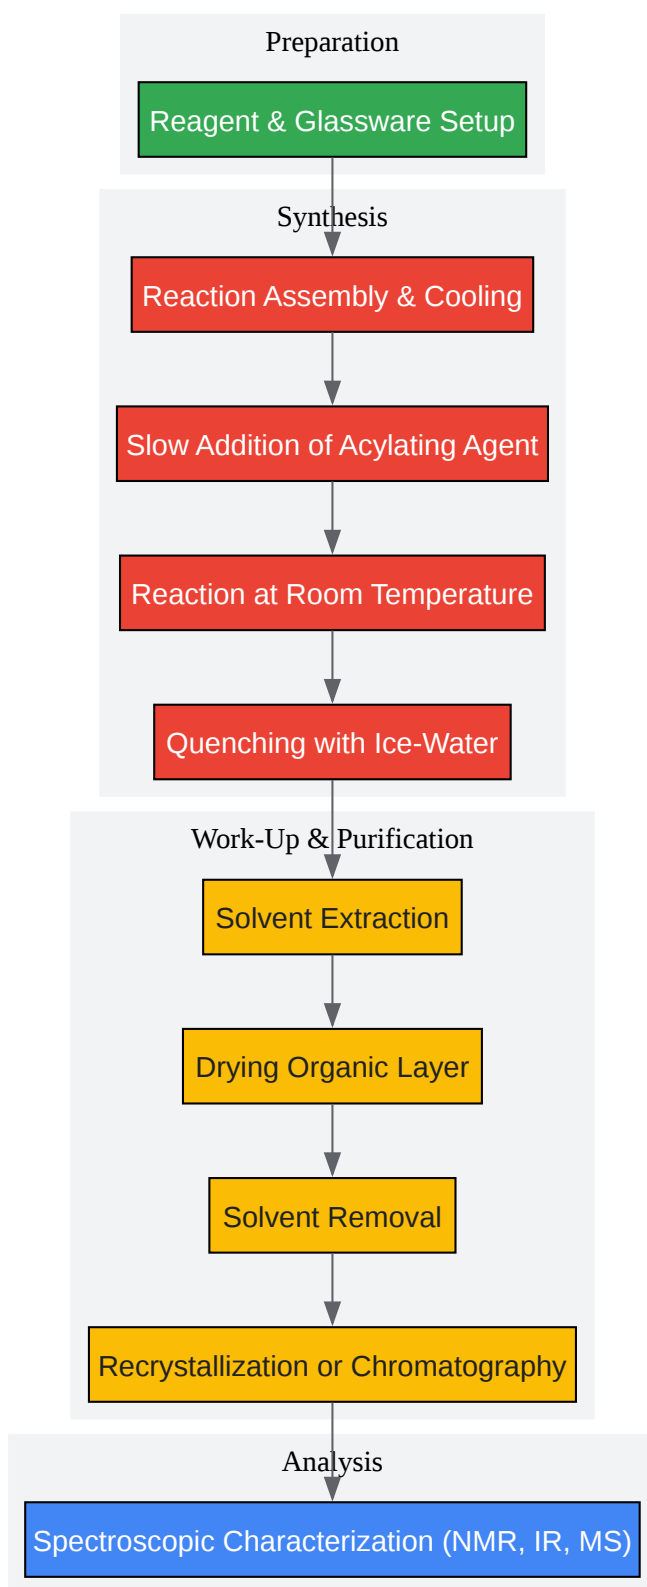 Preparation
Reagent & Glassware Setup
Synthesis
Reaction Assembly & Cooling
Slow Addition of Acylating Agent
Reaction at Room Temperature
Quenching with Ice-Water
Work-Up & Purification
Solvent Extraction
Drying Organic Layer
Solvent Removal
Recrystallization or Chromatography
Analysis
Spectroscopic Characterization (NMR, IR, MS)